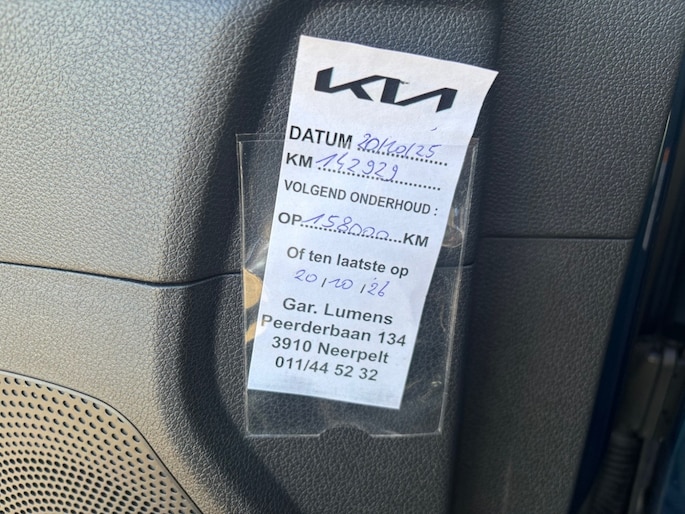 KIA
DATUM 20/10/25
KM 142929
VOLGEND ONDERHOUD :
OP 158000 KM
Of ten laatste op
20/10/26
Gar. Lumens
Peerderbaan 134
3910 Neerpelt
011/44 52 32